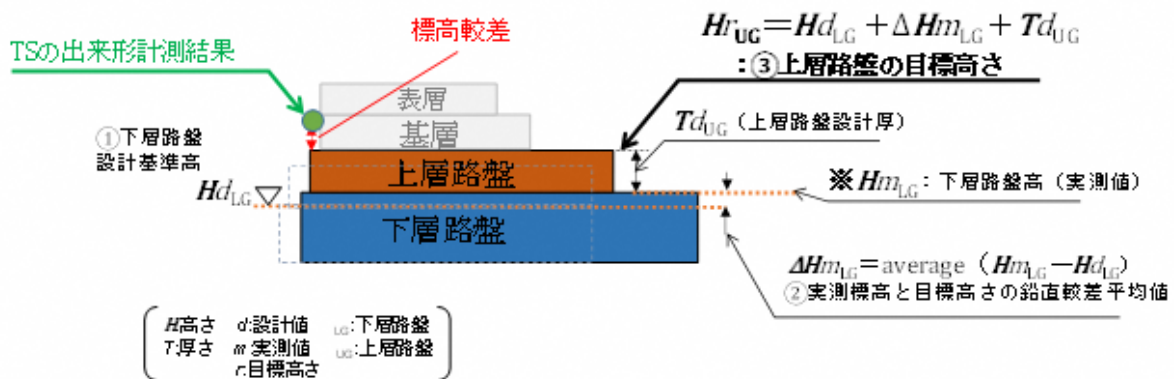 標高較差
TSの出来形計測結果
Hr_UG＝Hd_LG＋ΔHm_LG＋Td_UG
：③上層路盤の目標高さ
表層
基層
①下層路盤
設計基準高
Td_UG（上層路盤設計厚）
上層路盤
※Hm_LG：下層路盤高（実測値）
Hd_LG
下層路盤
ΔHm_LG＝average（Hm_LG－Hd_LG）
②実測標高と目標高さの鉛直較差平均値
H:高さ d:設計値 LG:下層路盤
T:厚さ m:実測値 UG:上層路盤
r:目標高さ